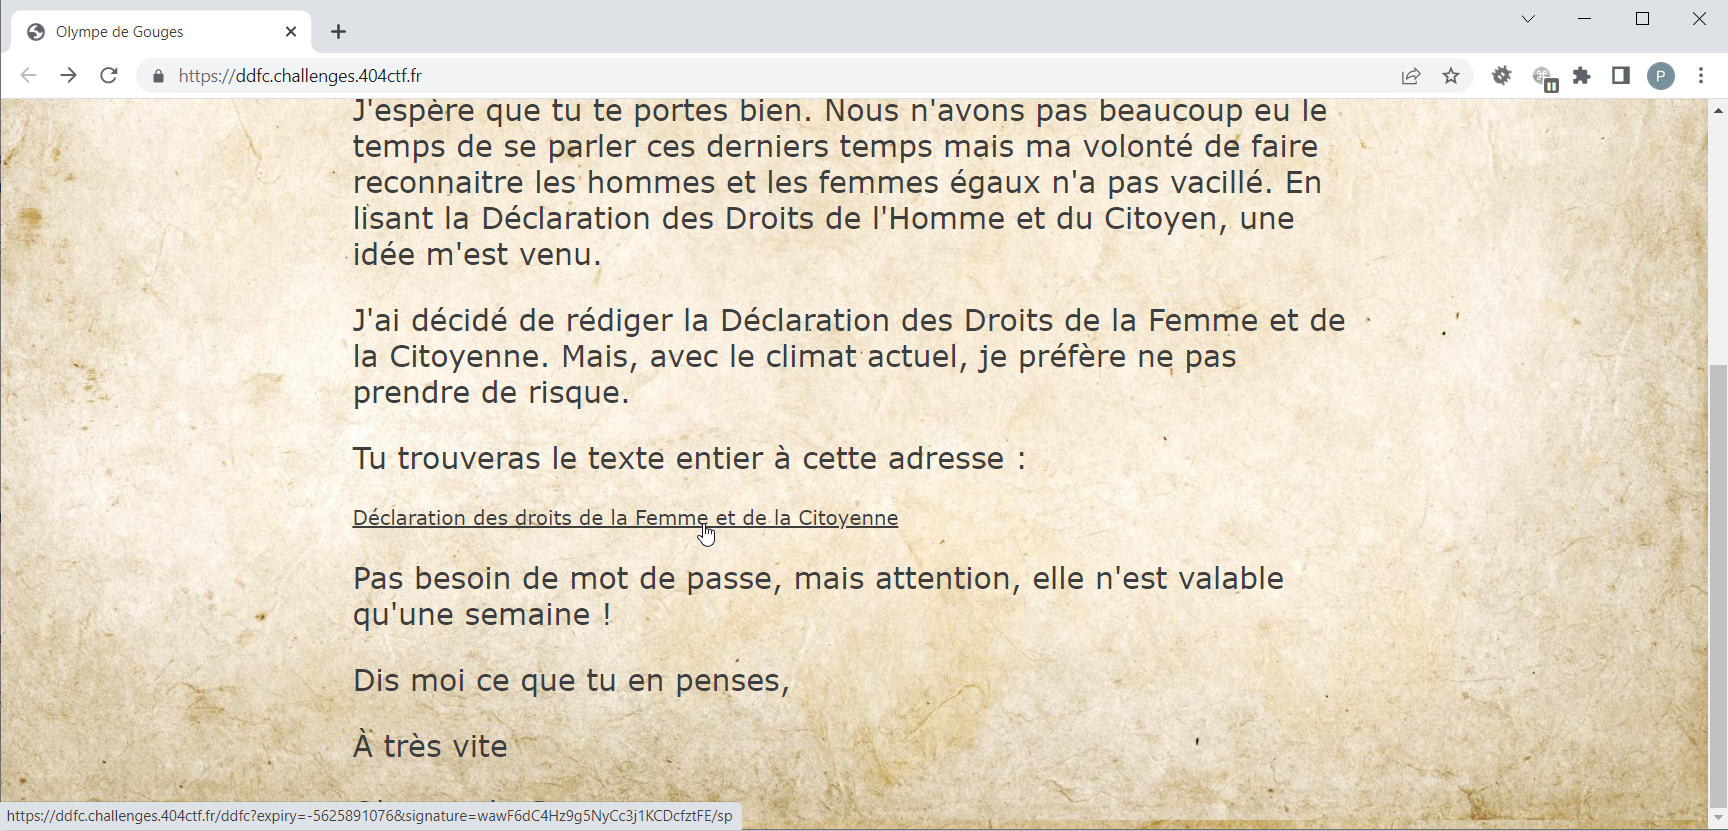 Olympe de Gouges
https://ddfc.challenges.404ctf.fr
P
J'espère que tu te portes bien. Nous n'avons pas beaucoup eu le
temps de se parler ces derniers temps mais ma volonté de faire
reconnaitre les hommes et les femmes égaux n'a pas vacillé. En
lisant la Déclaration des Droits de l'Homme et du Citoyen, une
idée m'est venu.
J'ai décidé de rédiger la Déclaration des Droits de la Femme et de
la Citoyenne. Mais, avec le climat actuel, je préfère ne pas
prendre de risque.
Tu trouveras le texte entier à cette adresse :
Déclaration des droits de la Femme et de la Citoyenne
Pas besoin de mot de passe, mais attention, elle n'est valable
qu'une semaine !
Dis moi ce que tu en penses,
À très vite
https://ddfc.challenges.404ctf.fr/ddfc?expiry=-5625891076&signature=wawF6dC4Hz9g5NyCc3j1KCDcfztFE/sp